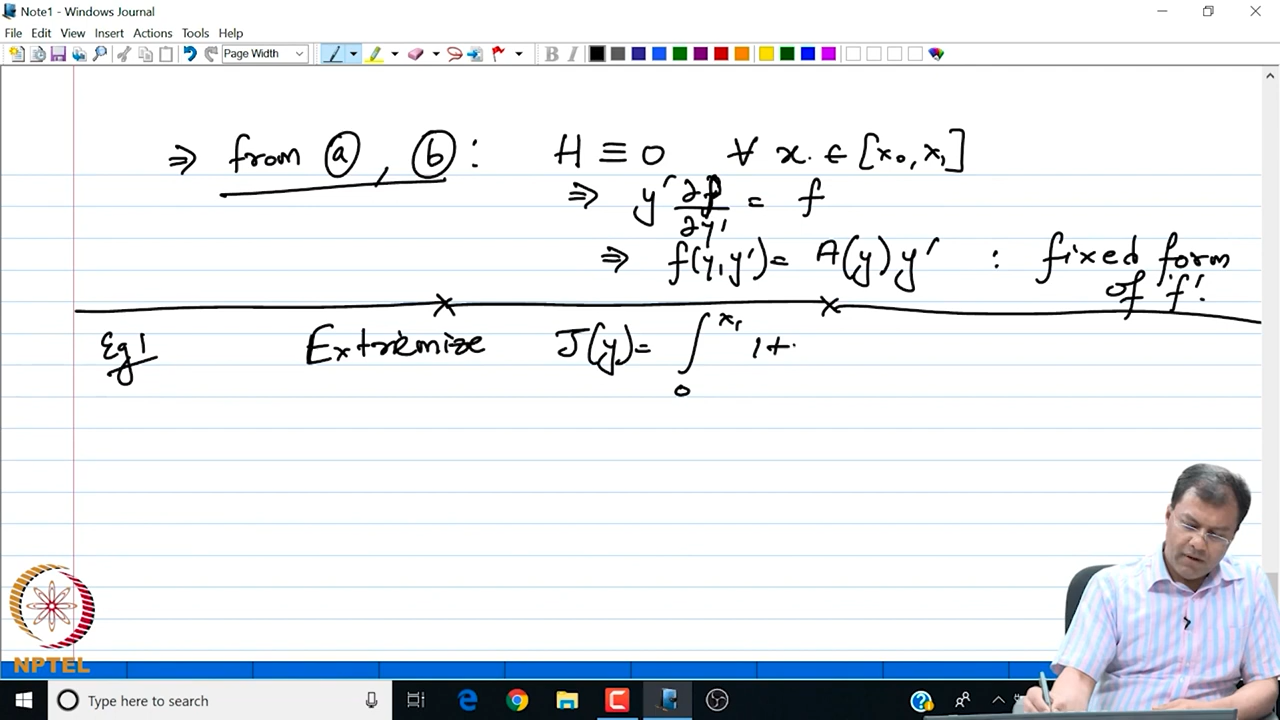 Note1 - Windows Journal
File Edit View Insert Actions Tools Help
Page Width B I
⇒ from ⓐ , ⓑ : H ≡ 0 ∀ x ∈ [x₀, x₁]
⇒ y' ∂f/∂y' = f
⇒ f(y, y') = A(y) y' : fixed form
of 'f'!
Eg1 Extremize J(y) = ∫₀^x₁ 1 +
NPTEL
Type here to search